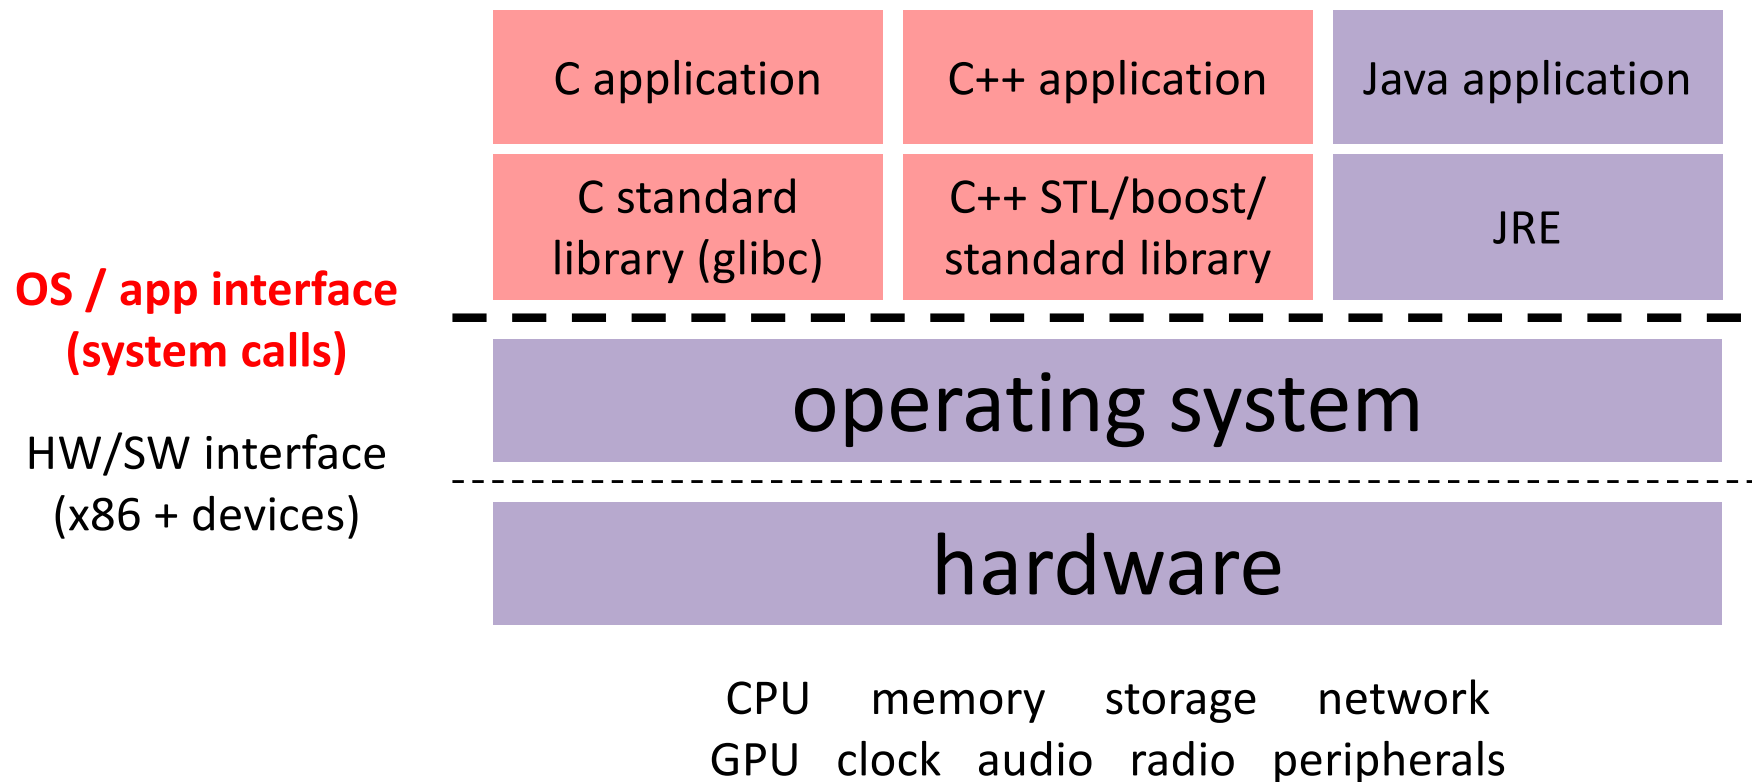 C application
C++ application
Java application
C standard
library (glibc)
C++ STL/boost/
standard library
JRE
OS / app interface
(system calls)
operating system
HW/SW interface
(x86 + devices)
hardware
CPU memory storage network
GPU clock audio radio peripherals